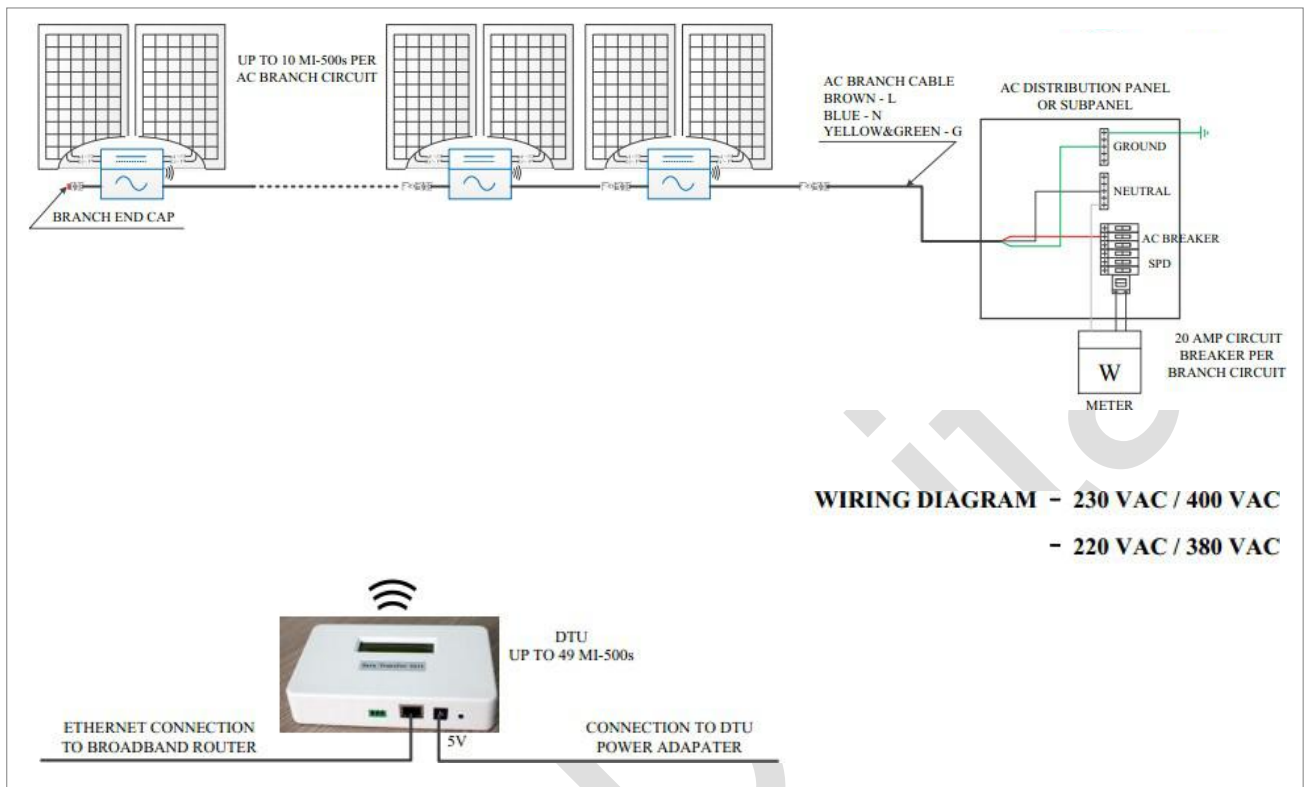 UP TO 10 MI-500s PER
AC BRANCH CIRCUIT
BRANCH END CAP
AC BRANCH CABLE
BROWN - L
BLUE - N
YELLOW&GREEN - G
AC DISTRIBUTION PANEL
OR SUBPANEL
GROUND
NEUTRAL
AC BREAKER
SPD
20 AMP CIRCUIT
BREAKER PER
BRANCH CIRCUIT
W
METER
WIRING DIAGRAM - 230 VAC / 400 VAC
- 220 VAC / 380 VAC
DTU
UP TO 49 MI-500s
Data Transfer Unit
ETHERNET CONNECTION
TO BROADBAND ROUTER
5V
CONNECTION TO DTU
POWER ADAPATER